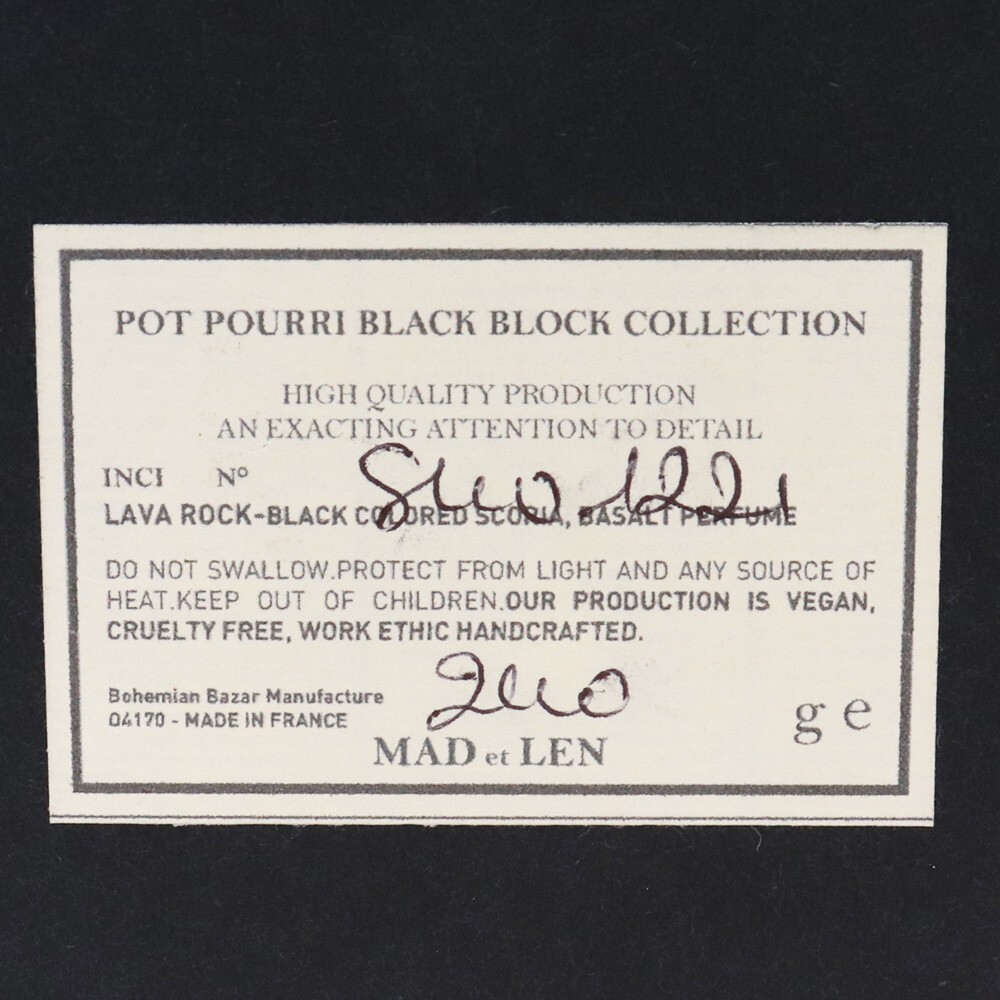 POT POURRI BLACK BLOCK COLLECTION
HIGH QUALITY PRODUCTION
AN EXACTING ATTENTION TO DETAIL
INCI N°
LAVA ROCK-BLACK COLORED SCORIA, BASALT PERFUME
DO NOT SWALLOW.PROTECT FROM LIGHT AND ANY SOURCE OF
HEAT.KEEP OUT OF CHILDREN.OUR PRODUCTION IS VEGAN,
CRUELTY FREE, WORK ETHIC HANDCRAFTED.
Bohemian Bazar Manufacture
04170 - MADE IN FRANCE
MAD et LEN
g e